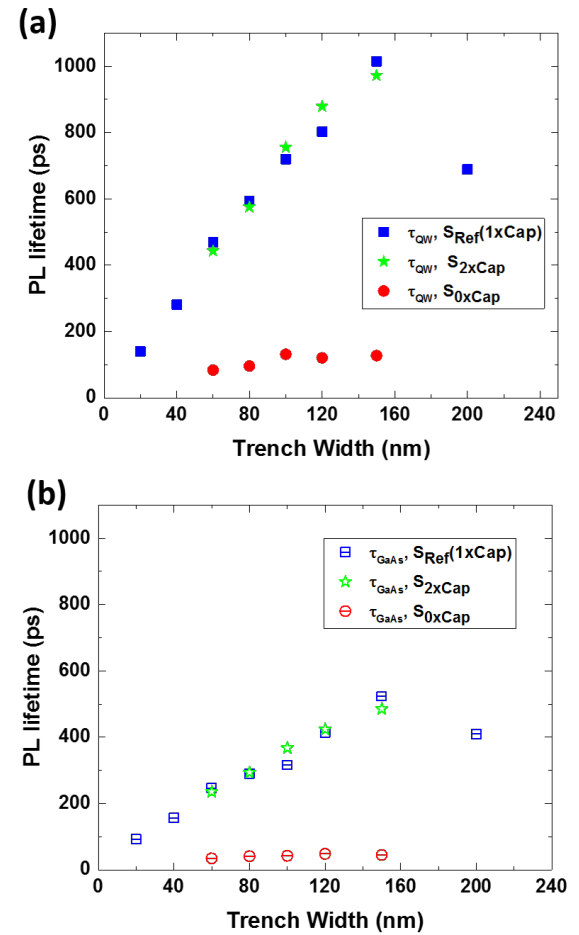 (a)
1000
800
600
400
200
0
PL lifetime (ps)
τQW, SRef(1xCap)
τQW, S2xCap
τQW, S0xCap
0 40 80 120 160 200 240
Trench Width (nm)
(b)
1000
800
600
400
200
0
PL lifetime (ps)
τGaAs, SRef(1xCap)
τGaAs, S2xCap
τGaAs, S0xCap
0 40 80 120 160 200 240
Trench Width (nm)